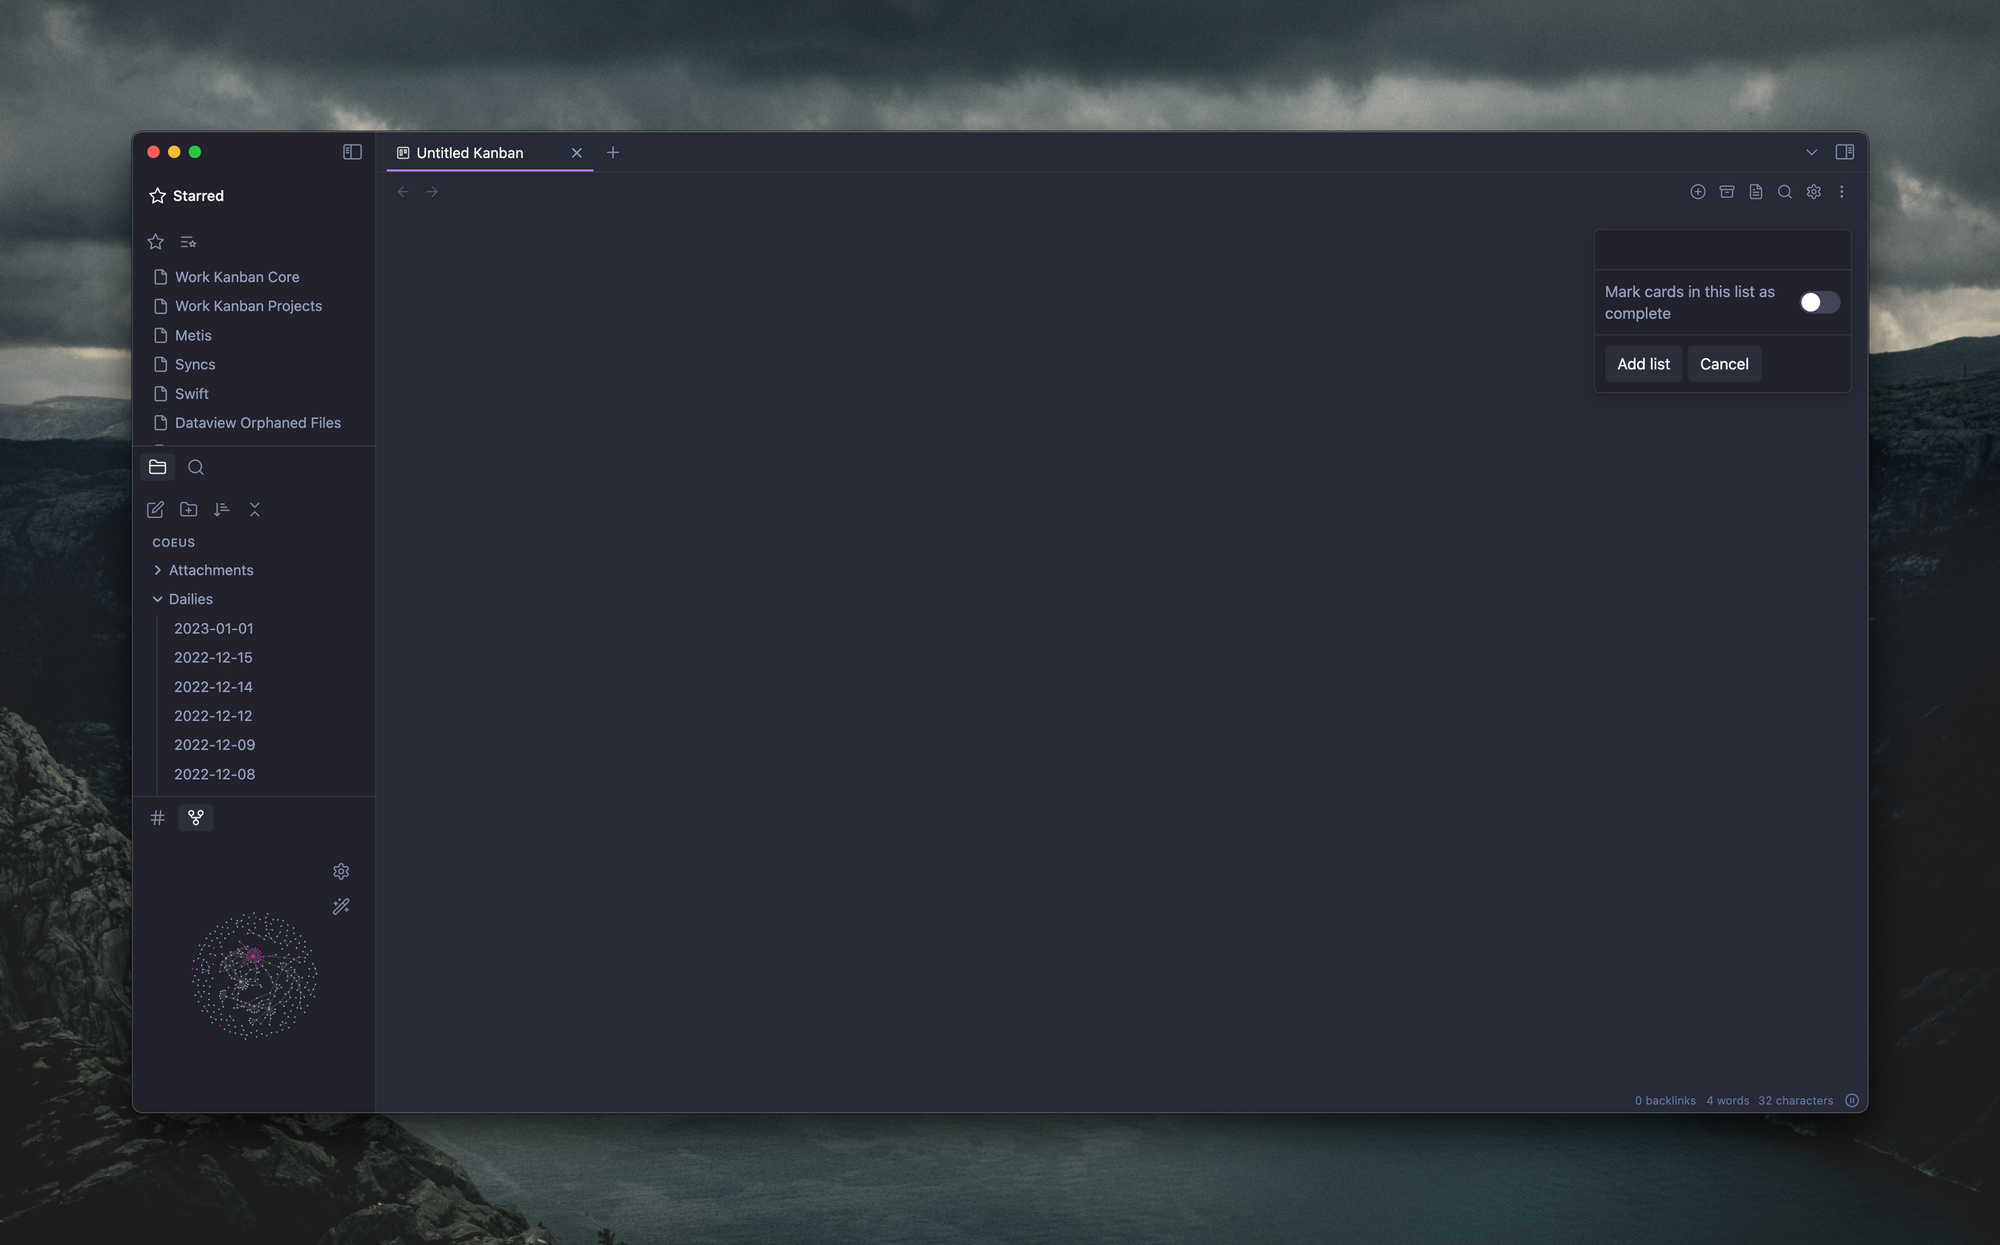 Untitled Kanban
Starred
Work Kanban Core
Work Kanban Projects
Metis
Syncs
Swift
Dataview Orphaned Files
COEUS
Attachments
Dailies
2023-01-01
2022-12-15
2022-12-14
2022-12-12
2022-12-09
2022-12-08
Mark cards in this list as
complete
Add list Cancel
0 backlinks 4 words 32 characters